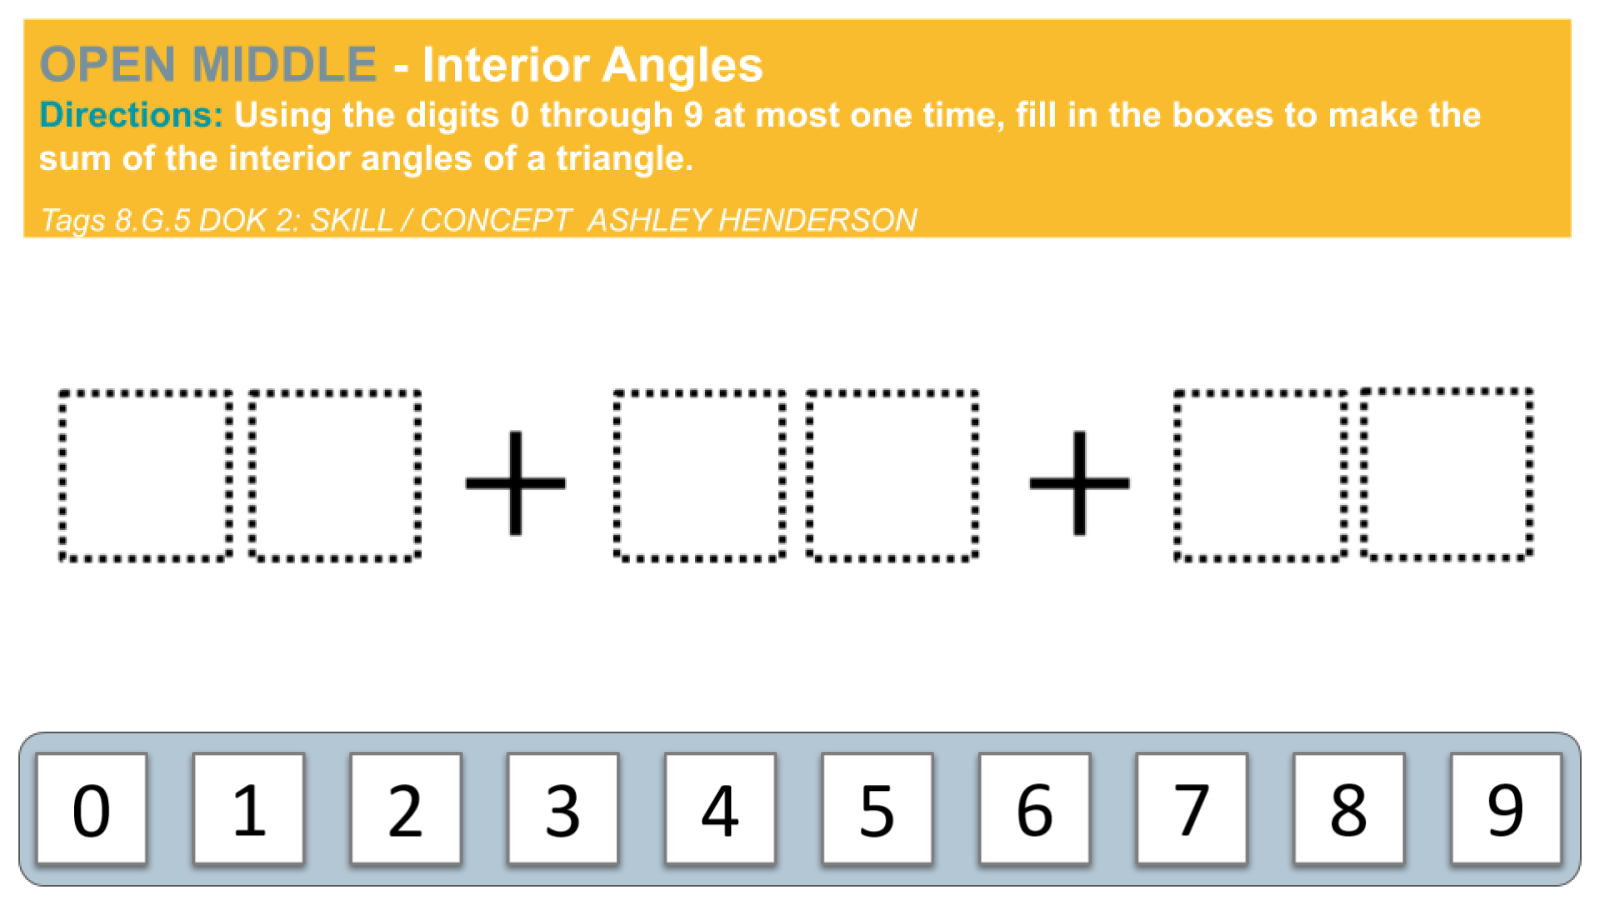 OPEN MIDDLE - Interior Angles
Directions: Using the digits 0 through 9 at most one time, fill in the boxes to make the
sum of the interior angles of a triangle.
Tags 8.G.5 DOK 2: SKILL / CONCEPT ASHLEY HENDERSON
+ +
0 1 2 3 4 5 6 7 8 9